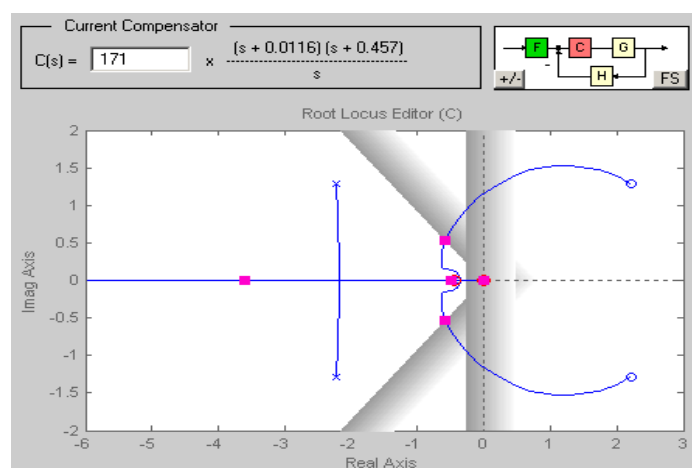 Current Compensator
C(s) = 171 x (s + 0.0116) (s + 0.457)
s
F C G
-
H
+/- FS
Root Locus Editor (C)
2
1.5
1
0.5
0
-0.5
-1
-1.5
-2
Imag Axis
-6 -5 -4 -3 -2 -1 0 1 2 3
Real Axis